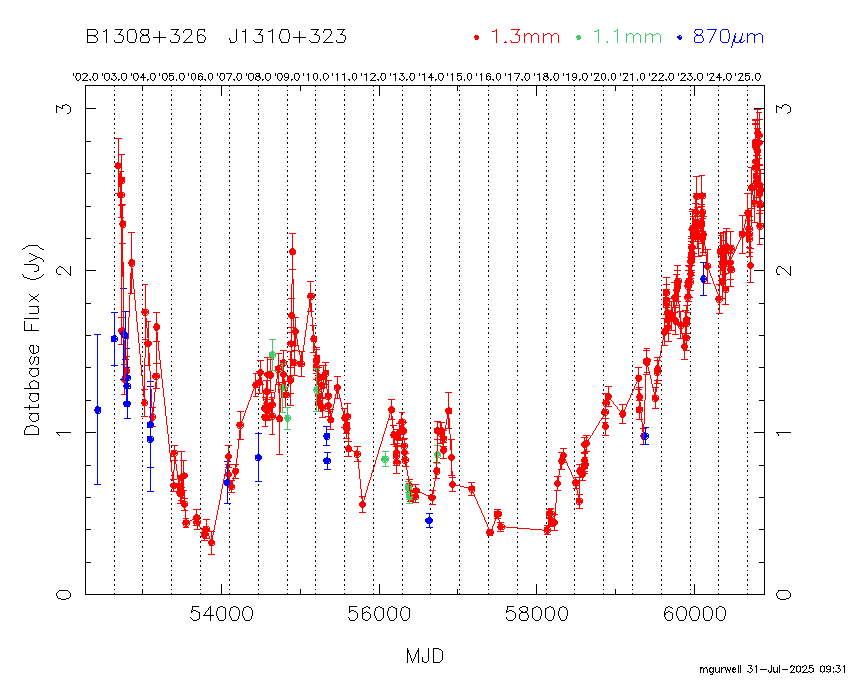 B1308+326 J1310+323 1.3mm 1.1mm 870μm
'02.0 '03.0 '04.0 '05.0 '06.0 '07.0 '08.0 '09.0 '10.0 '11.0 '12.0 '13.0 '14.0 '15.0 '16.0 '17.0 '18.0 '19.0 '20.0 '21.0 '22.0 '23.0 '24.0 '25.0
3 3
2 2
Database Flux (Jy)
1 1
0 0
54000 56000 58000 60000
MJD
mgurwell 31-Jul-2025 09:31